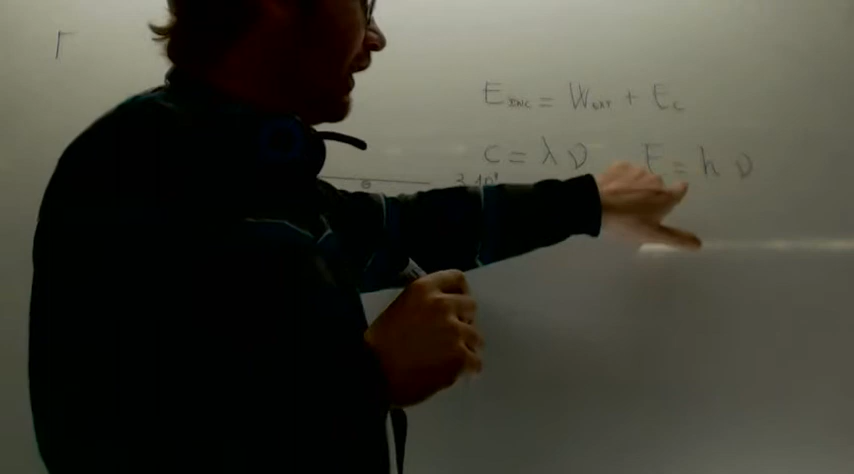 E_inc = W_ext + E_c
c = λ ν E = h ν